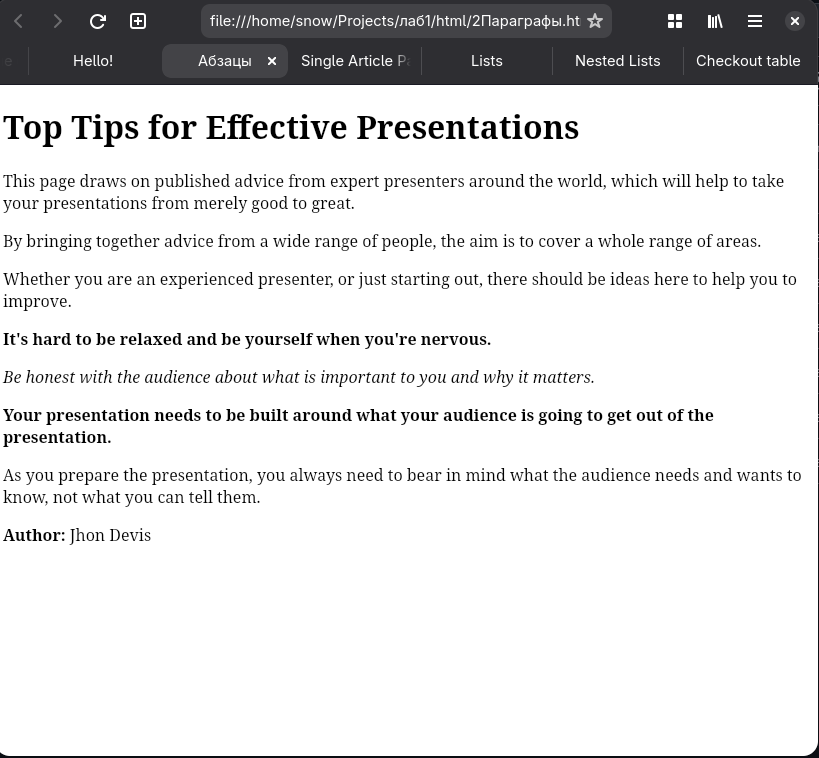 file:///home/snow/Projects/лаб1/html/2Параграфы.ht
Hello!
Абзацы
Single Article
Lists
Nested Lists
Checkout table
Top Tips for Effective Presentations
This page draws on published advice from expert presenters around the world, which will help to take
your presentations from merely good to great.
By bringing together advice from a wide range of people, the aim is to cover a whole range of areas.
Whether you are an experienced presenter, or just starting out, there should be ideas here to help you to
improve.
It's hard to be relaxed and be yourself when you're nervous.
Be honest with the audience about what is important to you and why it matters.
Your presentation needs to be built around what your audience is going to get out of the
presentation.
As you prepare the presentation, you always need to bear in mind what the audience needs and wants to
know, not what you can tell them.
Author: Jhon Devis